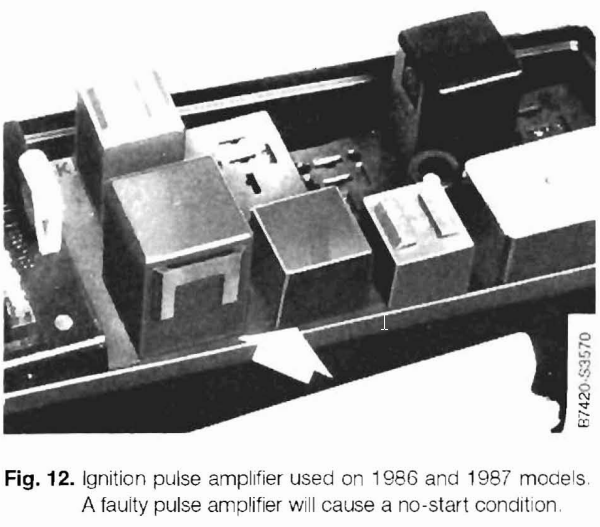 B7420-S3570
Fig. 12. Ignition pulse amplifier used on 1986 and 1987 models.
A faulty pulse amplifier will cause a no-start condition.